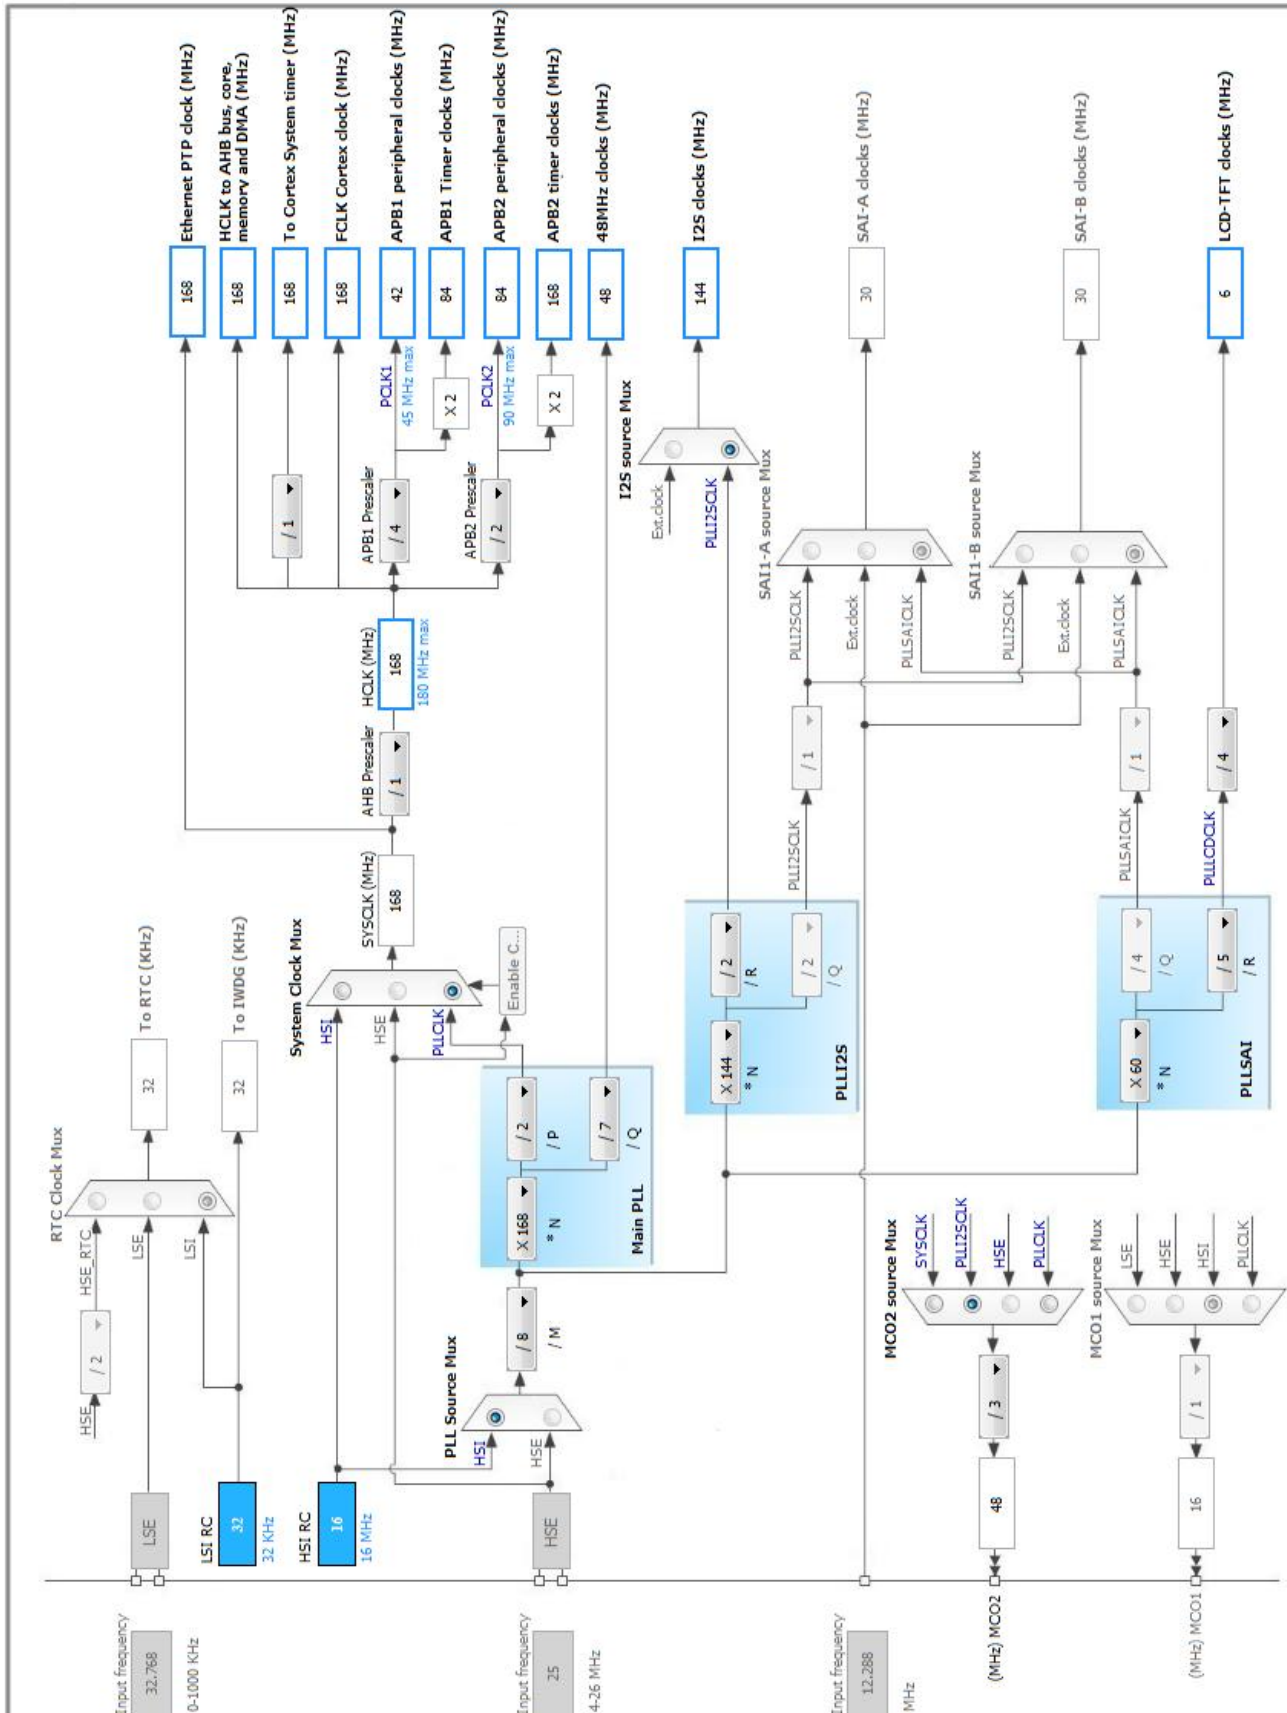 Input frequency
32.768
0-1000 KHz
LSE
HSE
/ 2
HSE_RTC
LSE
LSI
RTC Clock Mux
32
To RTC (KHz)
LSI RC
32
32 KHz
32
To IWDG (KHz)
HSI RC
16
16 MHz
Input frequency
25
4-26 MHz
HSE
PLL Source Mux
HSI
HSE
/ 8
/ M
X 168
* N
/ 2
/ P
/ 7
/ Q
Main PLL
System Clock Mux
HSI
HSE
PLLCLK
Enable C...
SYSCLK (MHz)
168
AHB Prescaler
/ 1
HCLK (MHz)
168
180 MHz max
/ 1
APB1 Prescaler
/ 4
PCLK1
45 MHz max
X 2
APB2 Prescaler
/ 2
PCLK2
90 MHz max
X 2
168
Ethernet PTP clock (MHz)
168
HCLK to AHB bus, core,
memory and DMA (MHz)
168
To Cortex System timer (MHz)
168
FCLK Cortex clock (MHz)
42
APB1 peripheral clocks (MHz)
84
APB1 Timer clocks (MHz)
84
APB2 peripheral clocks (MHz)
168
APB2 timer clocks (MHz)
48
48MHz clocks (MHz)
X 144
* N
/ 2
/ R
/ 2
/ Q
PLLI2S
PLLI2SCLK
/ 1
I2S source Mux
Ext.clock
PLLI2SCLK
144
I2S clocks (MHz)
Input frequency
12.288
MHz
SAI1-A source Mux
PLLI2SCLK
Ext.clock
PLLSAICLK
30
SAI-A clocks (MHz)
SAI1-B source Mux
PLLI2SCLK
Ext.clock
PLLSAICLK
30
SAI-B clocks (MHz)
X 60
* N
/ 4
/ Q
/ 5
/ R
PLLSAI
PLLSAICLK
/ 1
PLLLCDCLK
/ 4
6
LCD-TFT clocks (MHz)
(MHz) MCO2
48
/ 3
MCO2 source Mux
SYSCLK
PLLI2SCLK
HSE
PLLCLK
(MHz) MCO1
16
/ 1
MCO1 source Mux
LSE
HSE
HSI
PLLCLK